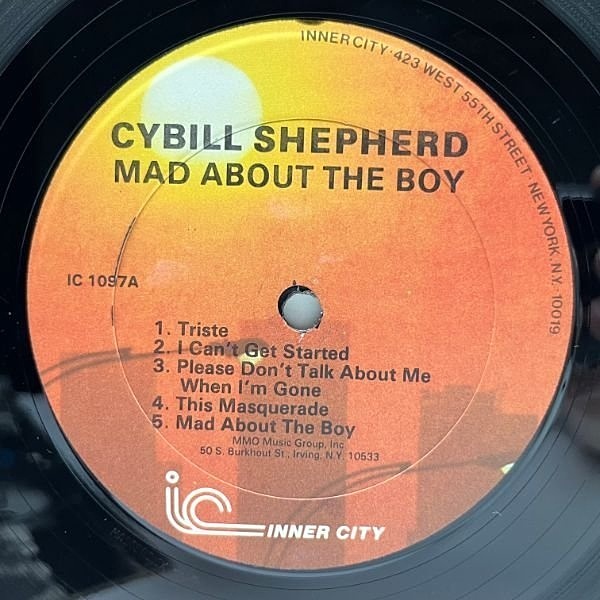 INNER CITY · 423 WEST 55TH STREET · NEW YORK, N.Y. · 10019
CYBILL SHEPHERD
MAD ABOUT THE BOY
IC 1097A
1. Triste
2. I Can't Get Started
3. Please Don't Talk About Me
When I'm Gone
4. This Masquerade
5. Mad About The Boy
MMO Music Group, Inc
50 S. Burkhout St., Irving, N.Y. 10533
ic
INNER CITY